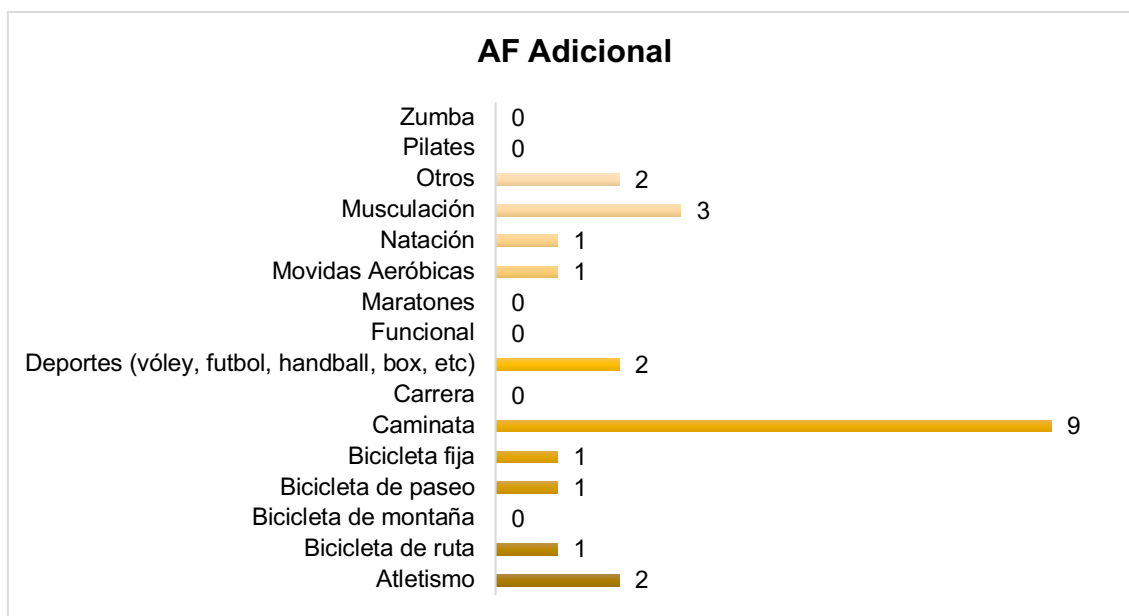 AF Adicional
Zumba 0
Pilates 0
Otros 2
Musculación 3
Natación 1
Movidas Aeróbicas 1
Maratones 0
Funcional 0
Deportes (vóley, futbol, handball, box, etc) 2
Carrera 0
Caminata 9
Bicicleta fija 1
Bicicleta de paseo 1
Bicicleta de montaña 0
Bicicleta de ruta 1
Atletismo 2